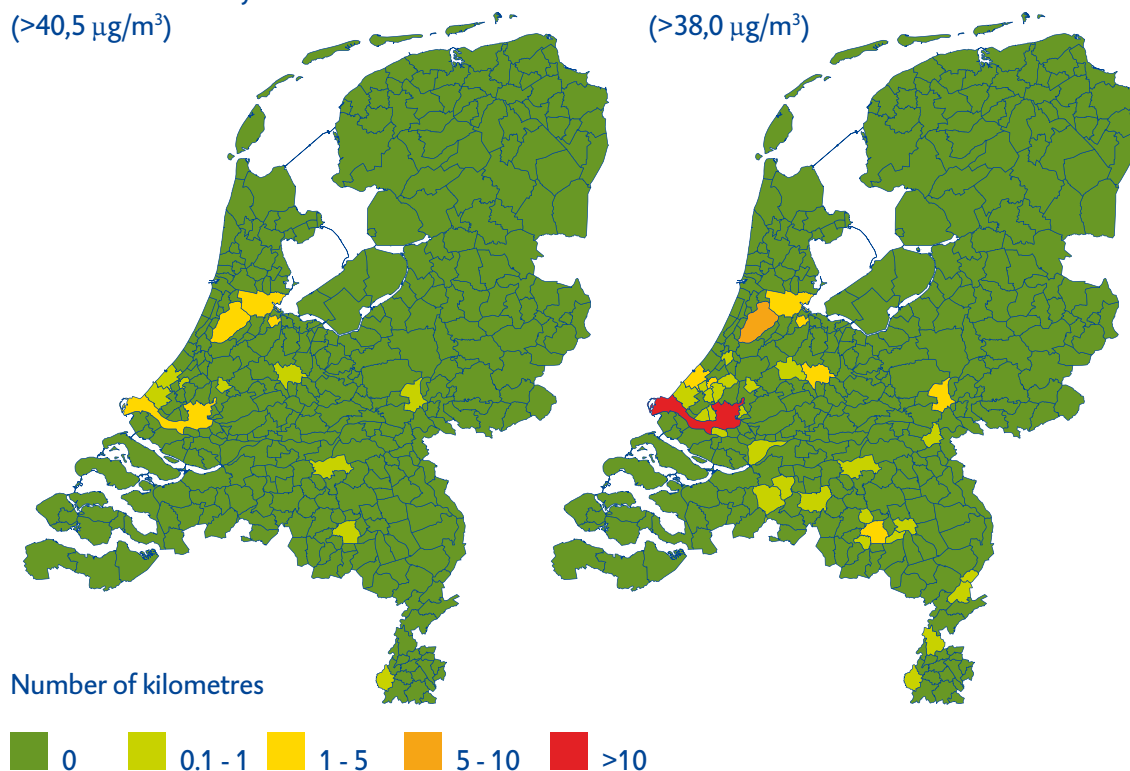 (>40,5 µg/m³)
(>38,0 µg/m³)
Number of kilometres
0
0.1 - 1
1 - 5
5 - 10
>10